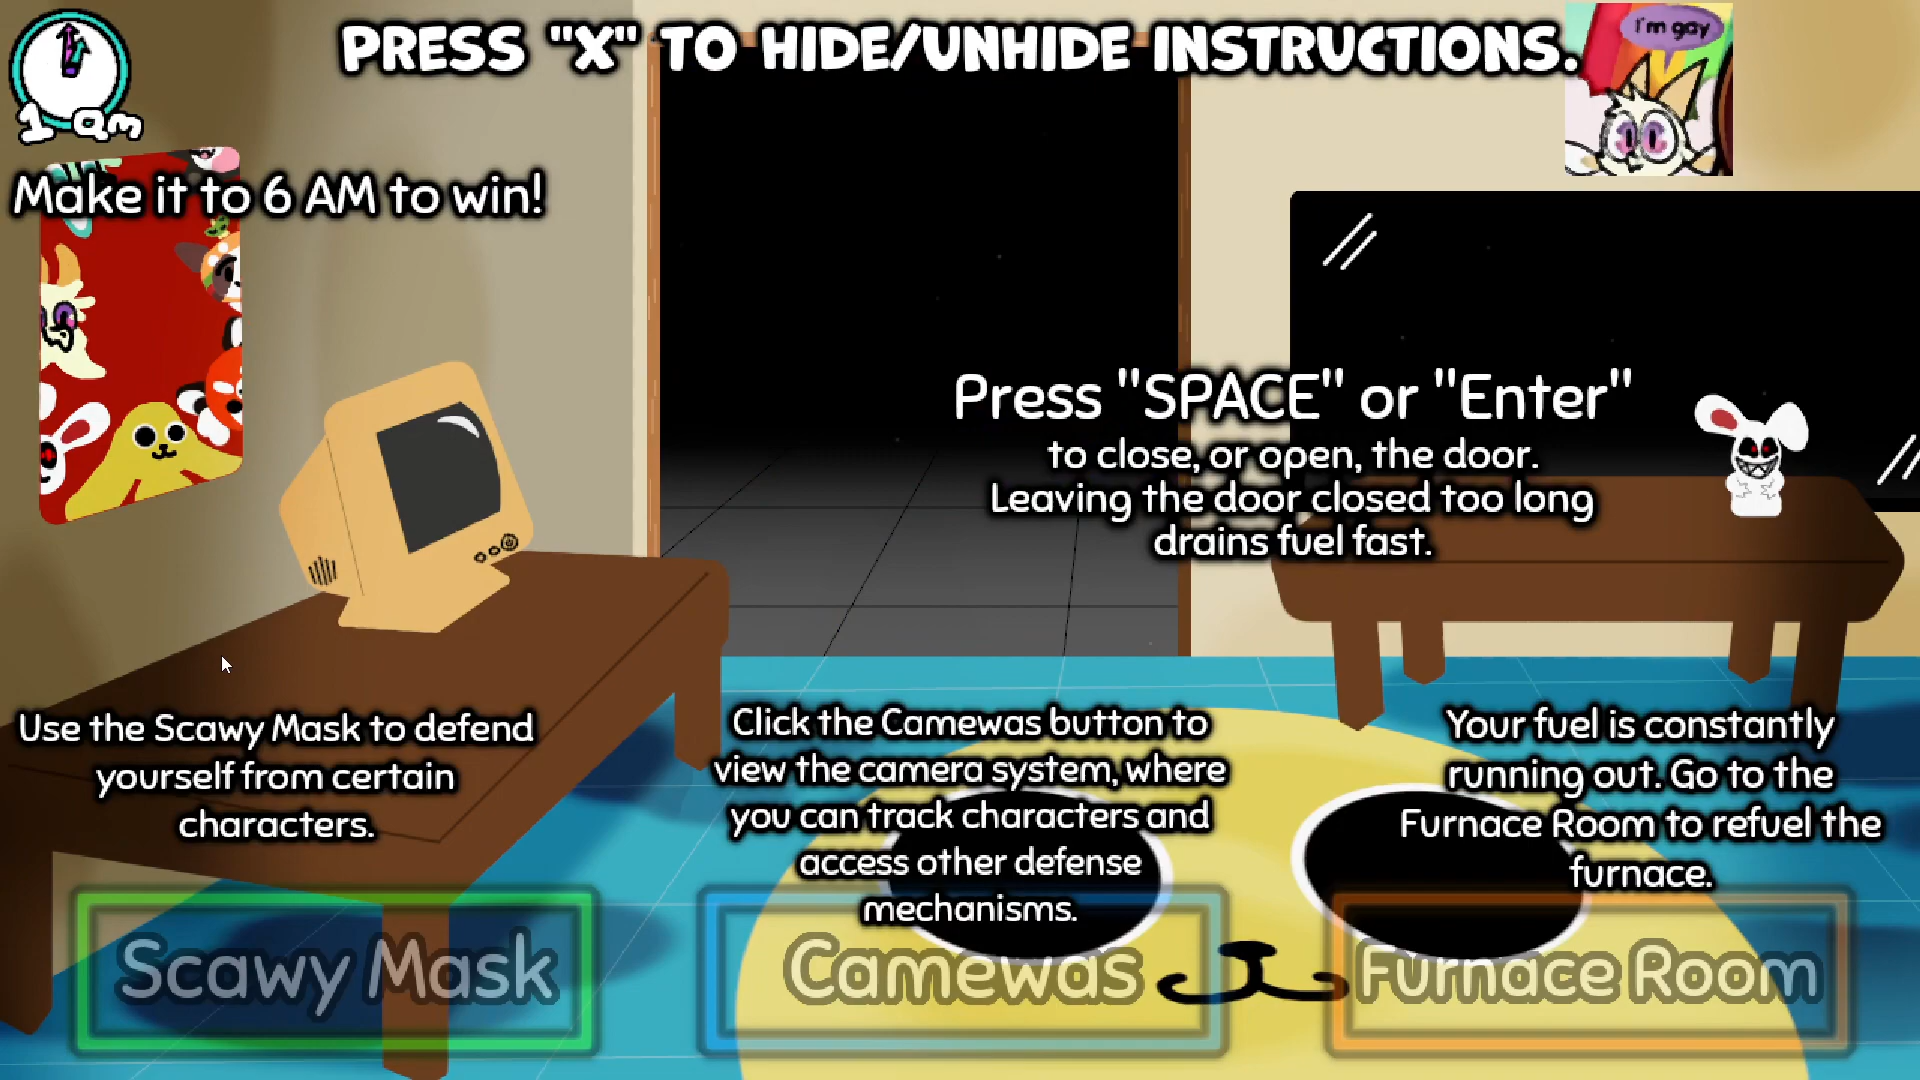 PRESS "X" TO HIDE/UNHIDE INSTRUCTIONS.
I'm gay
1 am
Make it to 6 AM to win!
Press "SPACE" or "Enter"
to close, or open, the door.
Leaving the door closed too long
drains fuel fast.
Use the Scawy Mask to defend
yourself from certain
characters.
Click the Camewas button to
view the camera system, where
you can track characters and
access other defense
mechanisms.
Your fuel is constantly
running out. Go to the
Furnace Room to refuel the
furnace.
Scawy Mask
Camewas
Furnace Room